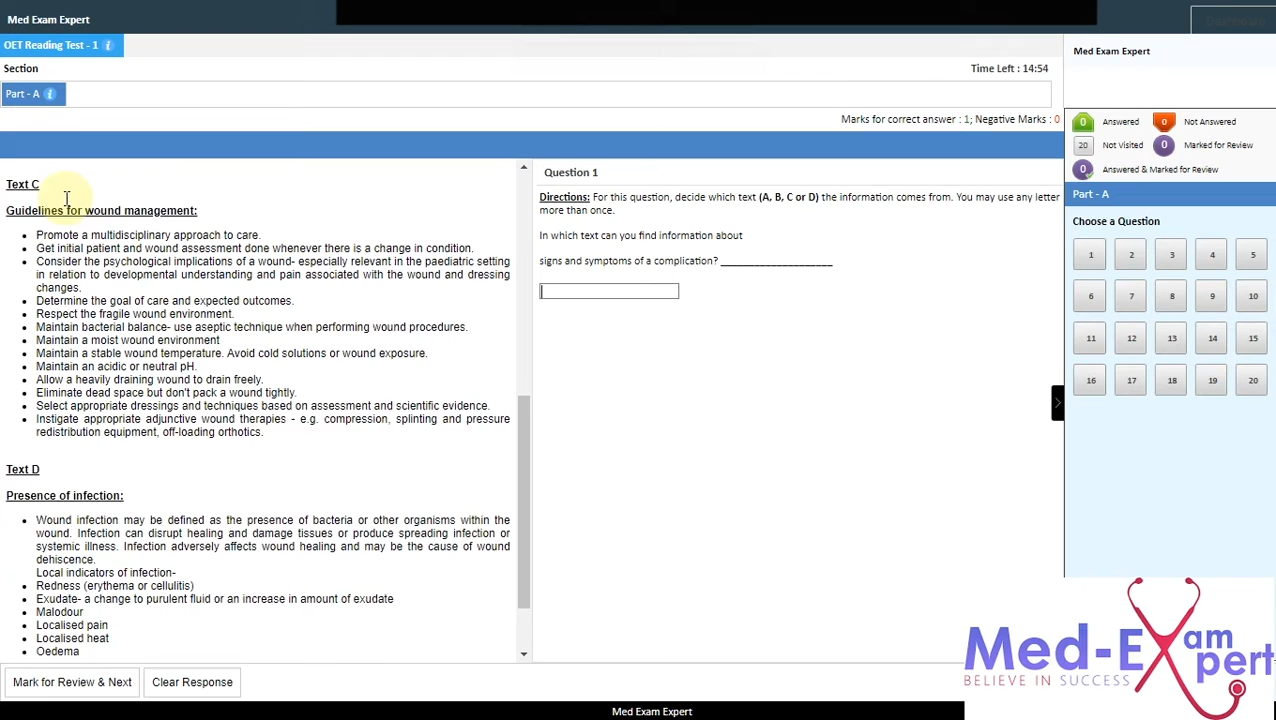 Med Exam Expert
Dashboard
OET Reading Test - 1 i
Med Exam Expert
Section
Time Left : 14:54
Part - A i
Marks for correct answer : 1; Negative Marks : 0
0 Answered 0 Not Answered
20 Not Visited 0 Marked for Review
0 Answered & Marked for Review
Part - A
Choose a Question
1 2 3 4 5
6 7 8 9 10
11 12 13 14 15
16 17 18 19 20
Text C
Guidelines for wound management:
Promote a multidisciplinary approach to care.
Get initial patient and wound assessment done whenever there is a change in condition.
Consider the psychological implications of a wound- especially relevant in the paediatric setting
in relation to developmental understanding and pain associated with the wound and dressing
changes.
Determine the goal of care and expected outcomes.
Respect the fragile wound environment.
Maintain bacterial balance- use aseptic technique when performing wound procedures.
Maintain a moist wound environment
Maintain a stable wound temperature. Avoid cold solutions or wound exposure.
Maintain an acidic or neutral pH.
Allow a heavily draining wound to drain freely.
Eliminate dead space but don't pack a wound tightly.
Select appropriate dressings and techniques based on assessment and scientific evidence.
Instigate appropriate adjunctive wound therapies - e.g. compression, splinting and pressure
redistribution equipment, off-loading orthotics.
Text D
Presence of infection:
Wound infection may be defined as the presence of bacteria or other organisms within the
wound. Infection can disrupt healing and damage tissues or produce spreading infection or
systemic illness. Infection adversely affects wound healing and may be the cause of wound
dehiscence.
Local indicators of infection-
Redness (erythema or cellulitis)
Exudate- a change to purulent fluid or an increase in amount of exudate
Malodour
Localised pain
Localised heat
Oedema
Question 1
Directions: For this question, decide which text (A, B, C or D) the information comes from. You may use any letter
more than once.
In which text can you find information about
signs and symptoms of a complication? ____________________
Mark for Review & Next
Clear Response
Med-Exam
Expert
BELIEVE IN SUCCESS
Med Exam Expert